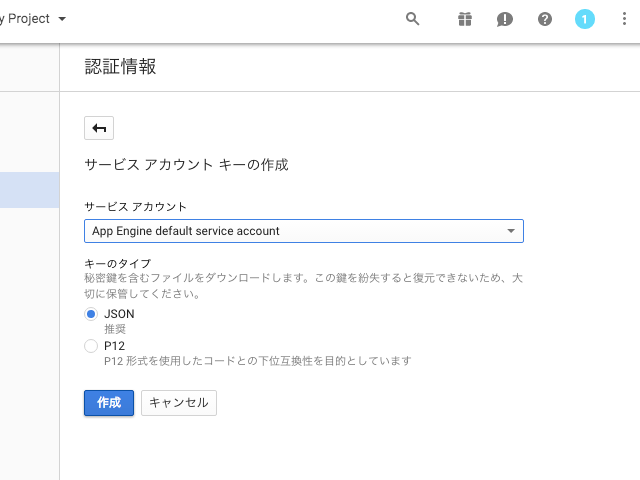 y Project
1
認証情報
サービス アカウント キーの作成
サービス アカウント
App Engine default service account
キーのタイプ
秘密鍵を含むファイルをダウンロードします。この鍵を紛失すると復元できないため、大
切に保管してください。
JSON
推奨
P12
P12 形式を使用したコードとの下位互換性を目的としています
作成 キャンセル